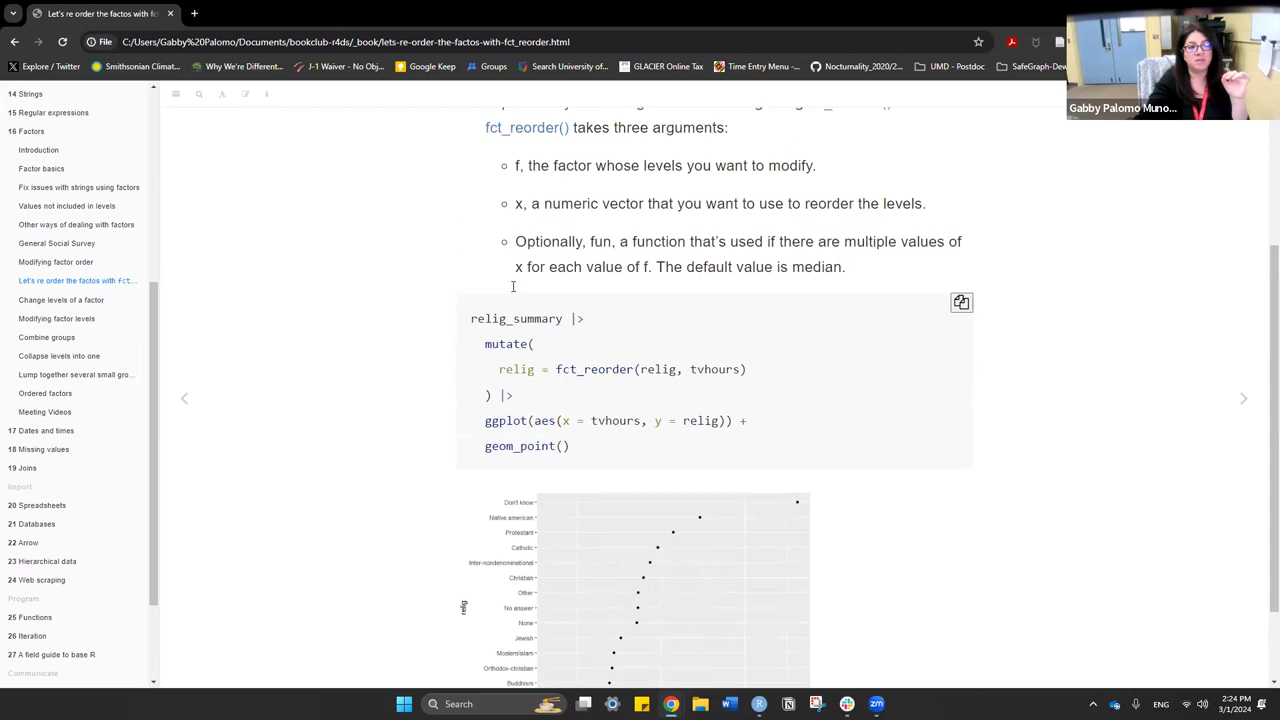 Let's re order the factos with fc
File
C:/Users/Gabby%20Palomo/Documents/bookclub-r4ds/_book/lets-re-order-the-factos-with-fct_reorder.html
Explore / Twitter
Smithsonian Climat...
Why We're Differe...
J-1 Waiver - No Obj...
Google Keep
Search University of...
GLACIER Online Tax
Time Entry - Qu...
Nocturnality_2020/2...
UMD - Postdoc
SafeGraph-Dew
Gabby Palomo Muno...
14 Strings
15 Regular expressions
16 Factors
Introduction
Factor basics
Fix issues with strings using factors
Values not included in levels
Other ways of dealing with factors
General Social Survey
Modifying factor order
Let's re order the factos with fct...
Change levels of a factor
Modifying factor levels
Combine groups
Collapse levels into one
Lump together several small gro...
Ordered factors
Meeting Videos
17 Dates and times
18 Missing values
19 Joins
Import
20 Spreadsheets
21 Databases
22 Arrow
23 Hierarchical data
24 Web scraping
Program
25 Functions
26 Iteration
27 A field guide to base R
Communicate
fct_reorder() takes three arguments:
f, the factor whose levels you want to modify.
x, a numeric vector that you want to use to reorder the levels.
Optionally, fun, a function that's used if there are multiple values of
x for each value of f. The default value is median.
relig_summary |>
mutate(
relig = fct_reorder(relig, tvhours)
) |>
ggplot(aes(x = tvhours, y = relig)) +
geom_point()
Don't know
Native american
Protestant
Catholic
Inter-nondenominational
Christian
Other
No answer
None
Jewish
Moslem/islam
Orthodox-christian
Buddhism
relig
Search
ENG
2:24 PM
3/1/2024